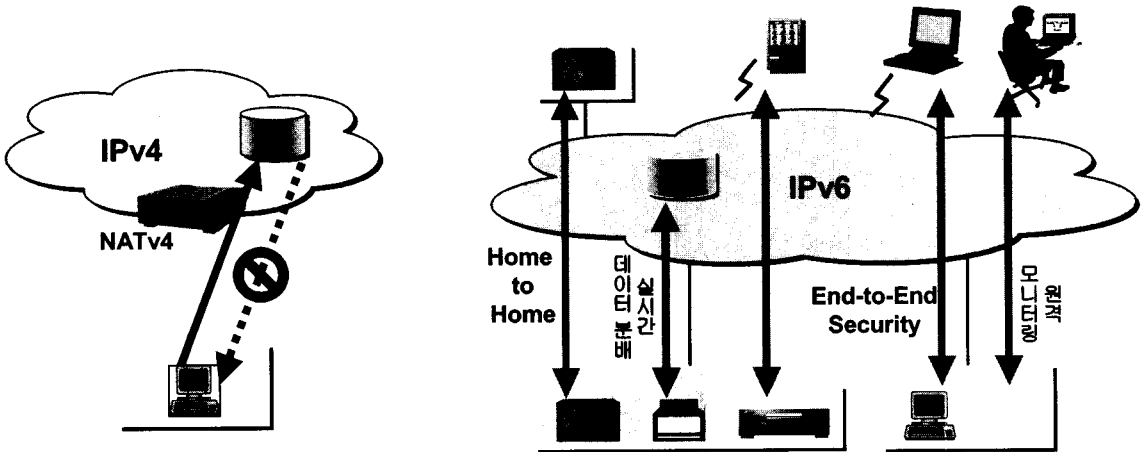 IPv4
NATv4
IPv6
Home
to
Home
실시간
데이터 분배
End-to-End
Security
원격
모니터링